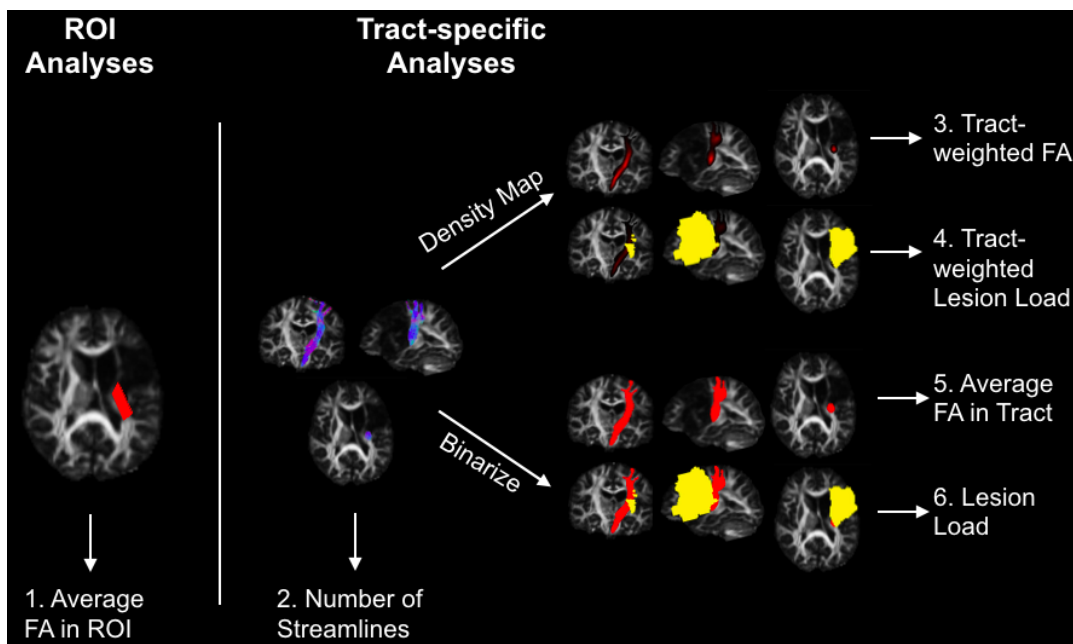 ROI
Analyses
Tract-specific
Analyses
Density Map
Binarize
1. Average
FA in ROI
2. Number of
Streamlines
3. Tract-
weighted FA
4. Tract-
weighted
Lesion Load
5. Average
FA in Tract
6. Lesion
Load